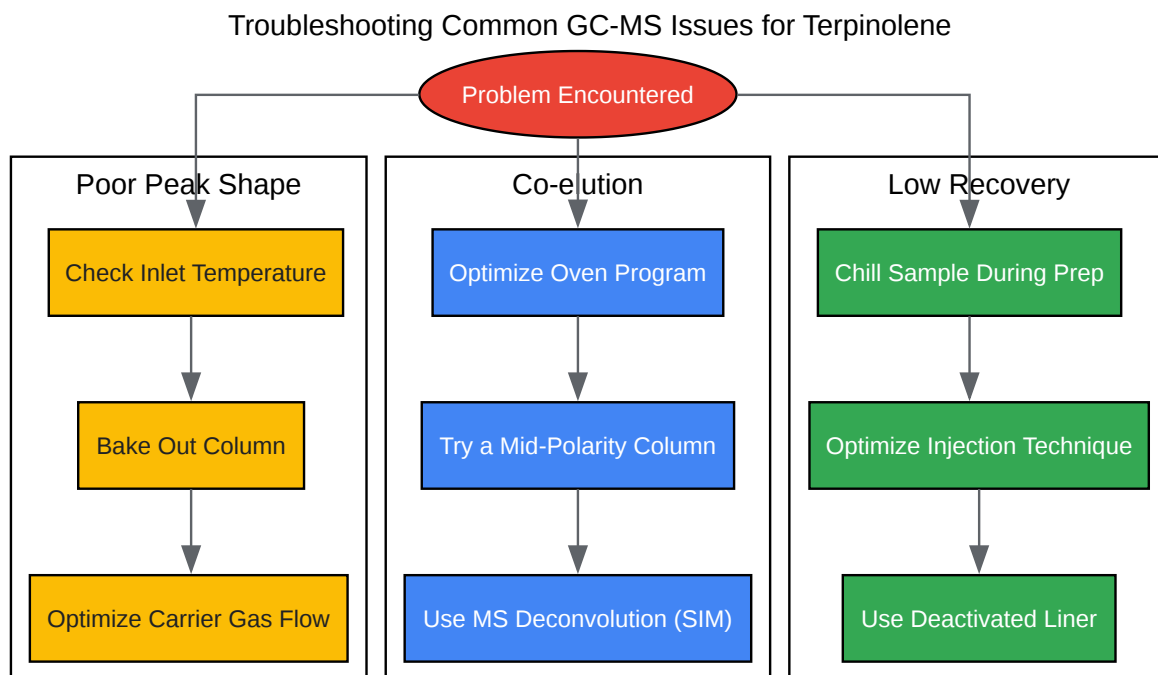 Troubleshooting Common GC-MS Issues for Terpinolene
Problem Encountered
Poor Peak Shape
Check Inlet Temperature
Bake Out Column
Optimize Carrier Gas Flow
Co-elution
Optimize Oven Program
Try a Mid-Polarity Column
Use MS Deconvolution (SIM)
Low Recovery
Chill Sample During Prep
Optimize Injection Technique
Use Deactivated Liner